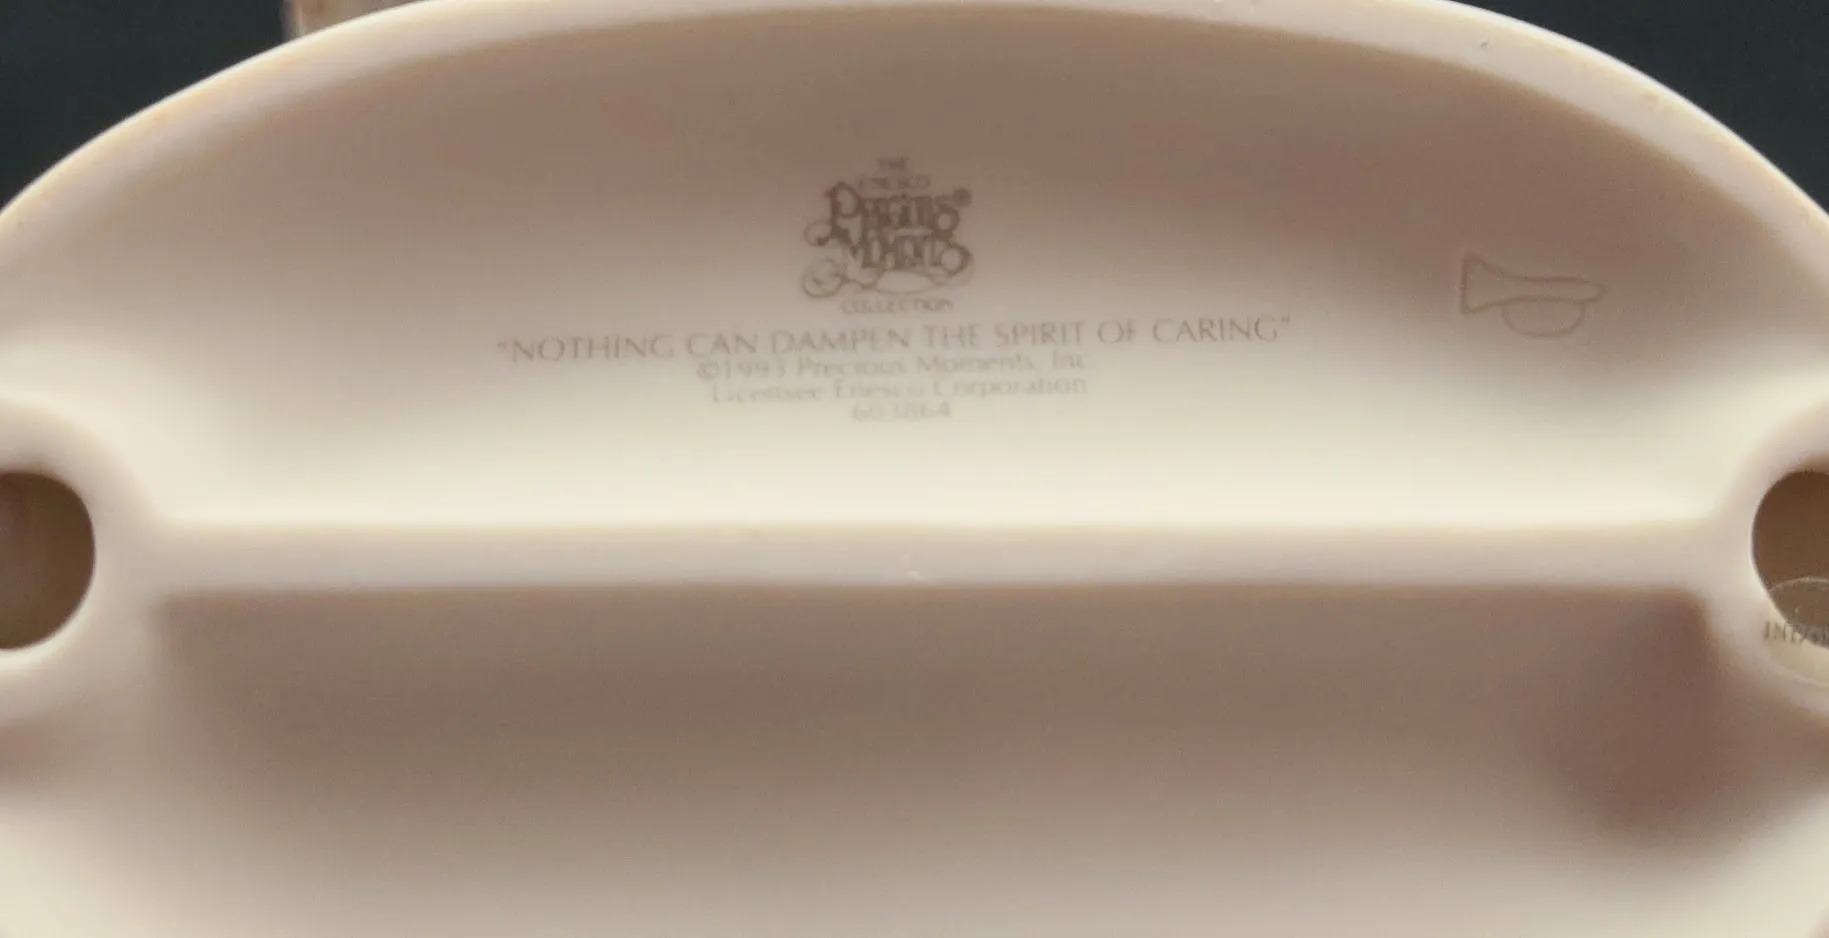 THE
ENESCO
Precious®
Moments
COLLECTION
"NOTHING CAN DAMPEN THE SPIRIT OF CARING"
©1993 Precious Moments, Inc
Licensee Enesco Corporation
603864